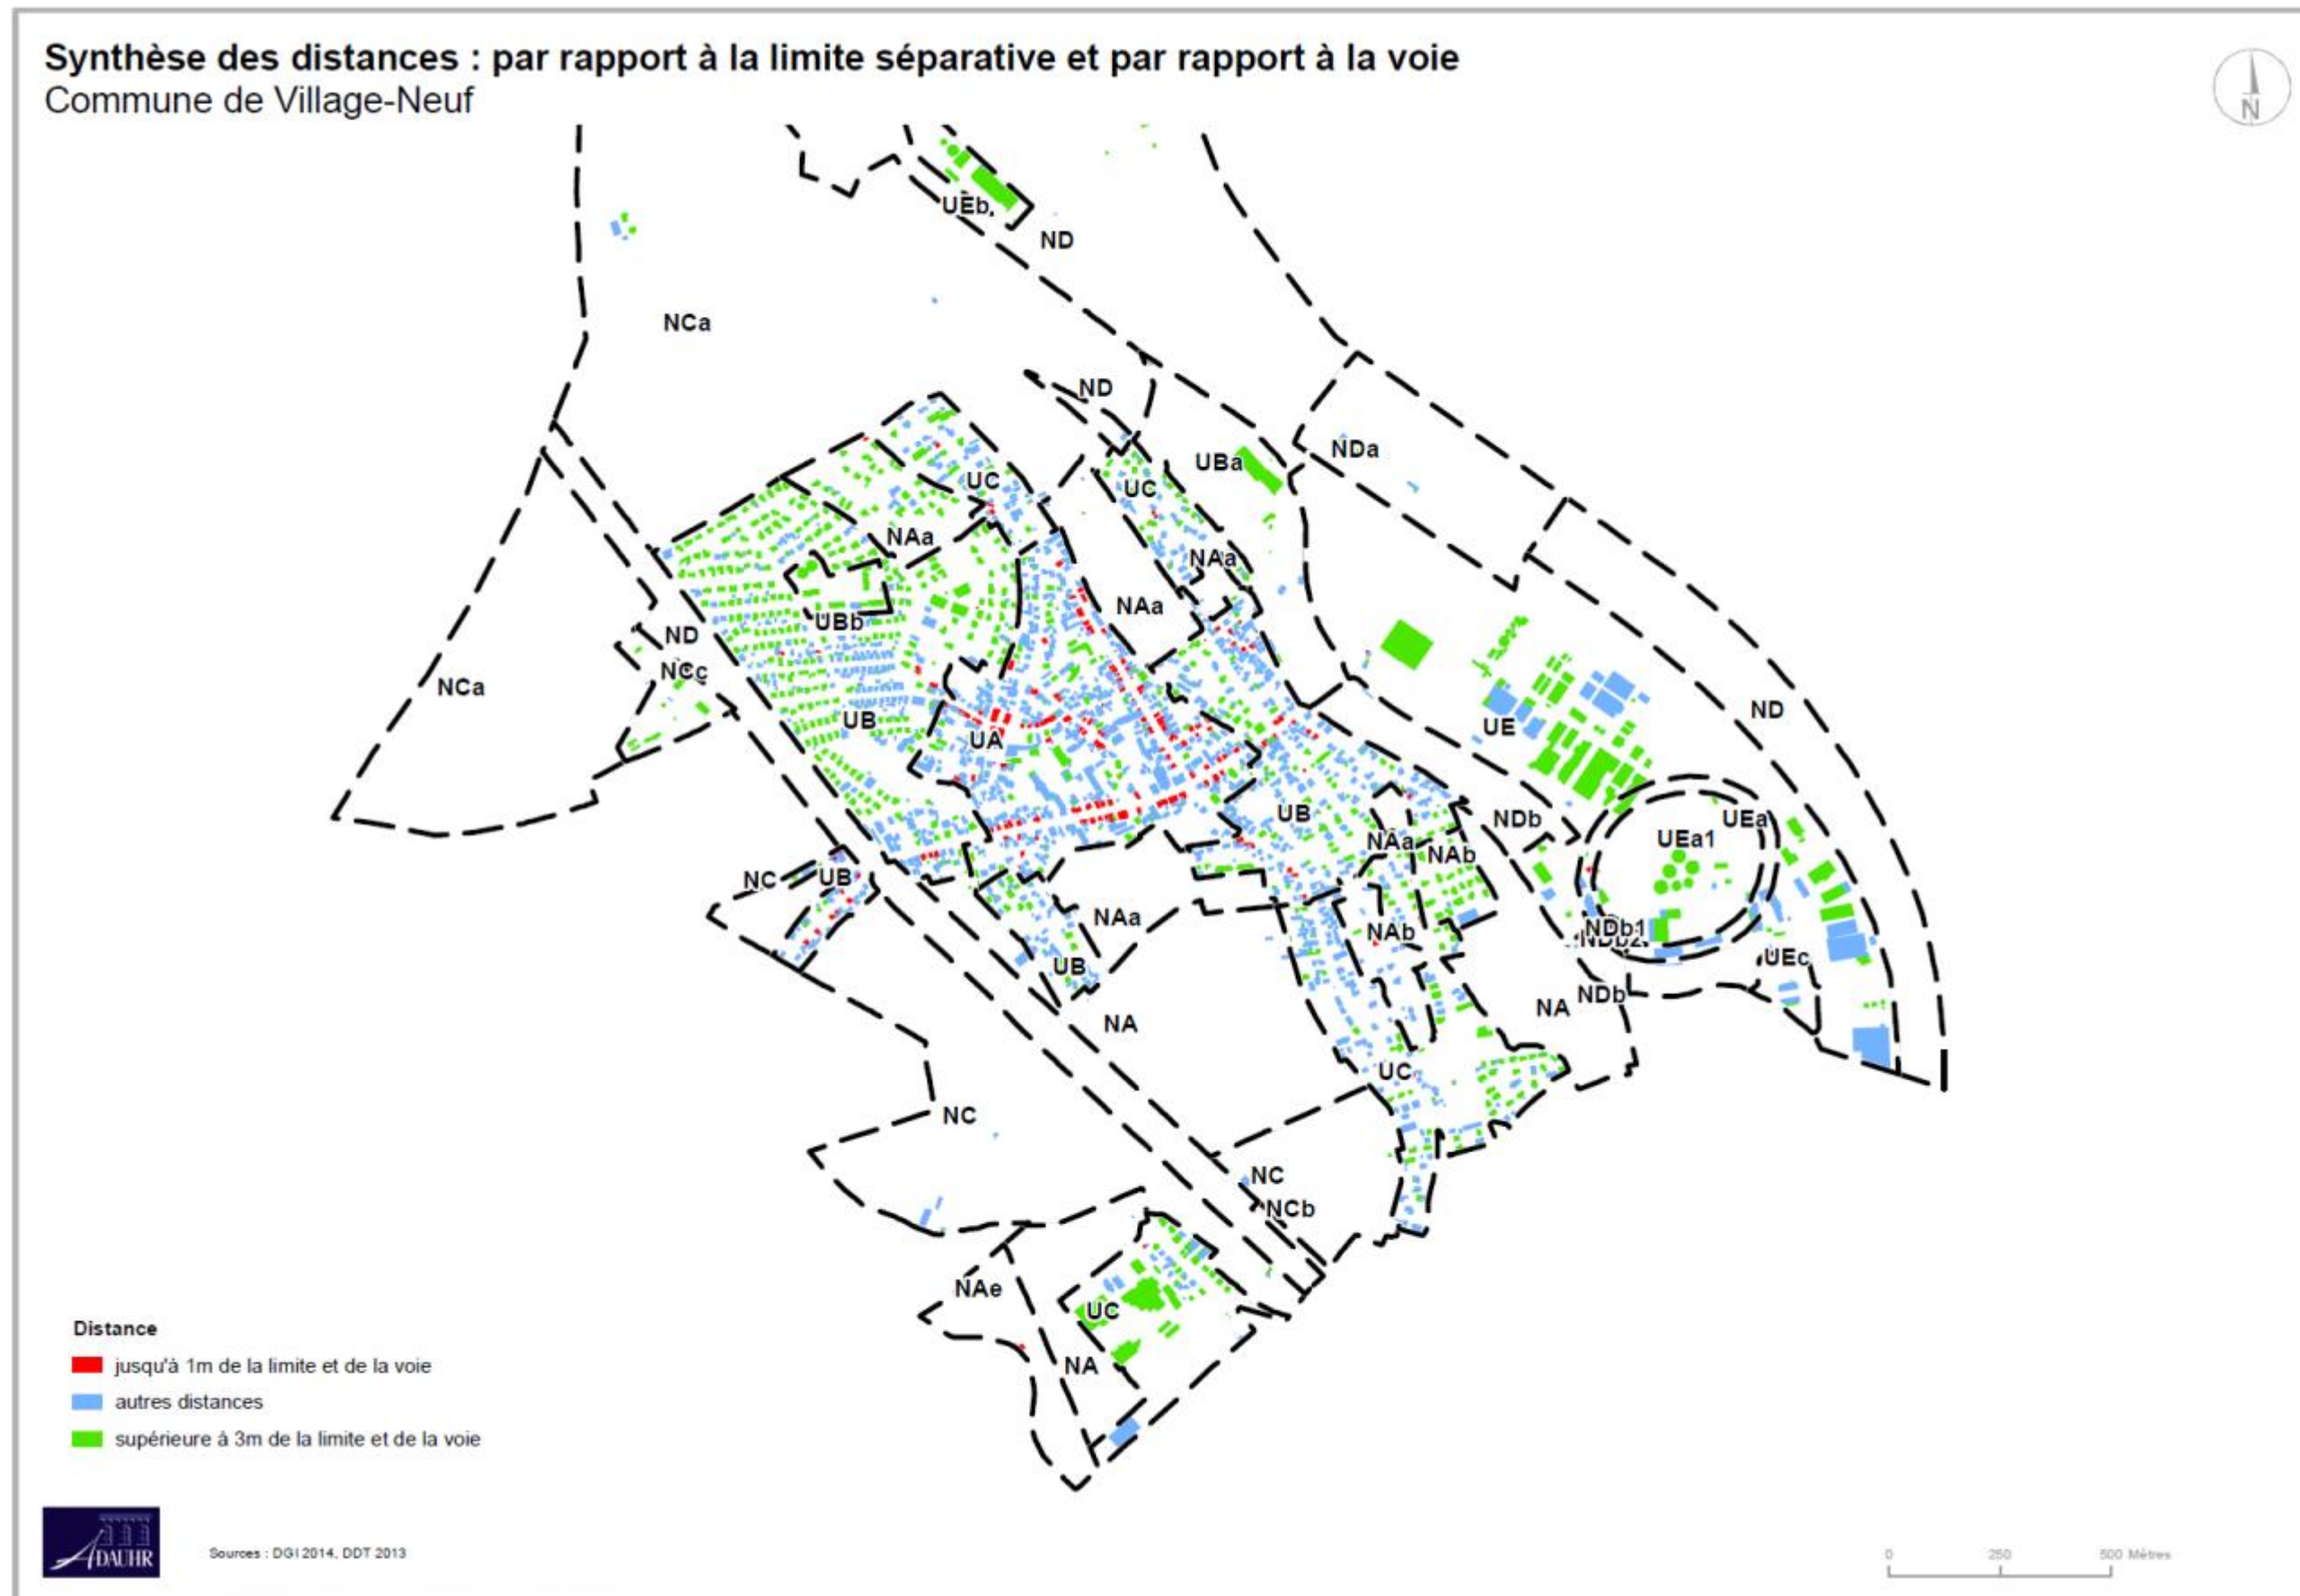 Synthèse des distances : par rapport à la limite séparative et par rapport à la voie
Commune de Village-Neuf
N
UEb
ND
NCa
ND
NDa
UBa
UC
UC
NAa
NAa
NAa
UBb
ND
NCc
NCa
UB
UA
UE
ND
UB
NDb
UEa
UEa1
NAa
NAb
NC
UB
NAa
NAb
NDb1
NDb2
UEc
UB
NDb
NA
NA
UC
NC
NC
NCb
NAe
UC
NA
Distance
jusqu'à 1m de la limite et de la voie
autres distances
supérieure à 3m de la limite et de la voie
ADAUHR
Sources : DGI 2014, DDT 2013
0 250 500 Mètres